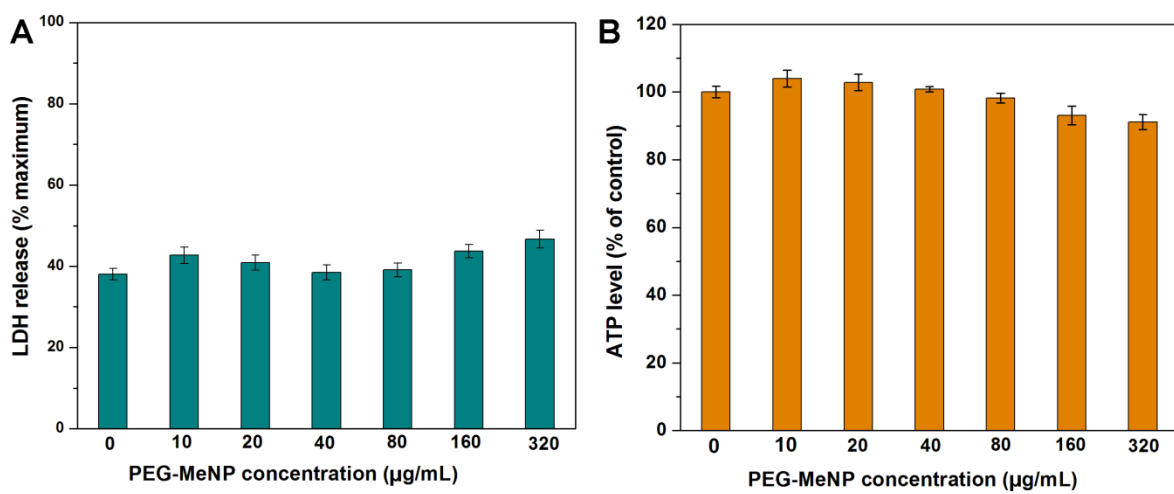 A
LDH release (% maximum)
100
80
60
40
20
0
0 10 20 40 80 160 320
PEG-MeNP concentration (µg/mL)
B
ATP level (% of control)
120
100
80
60
40
20
0
0 10 20 40 80 160 320
PEG-MeNP concentration (µg/mL)